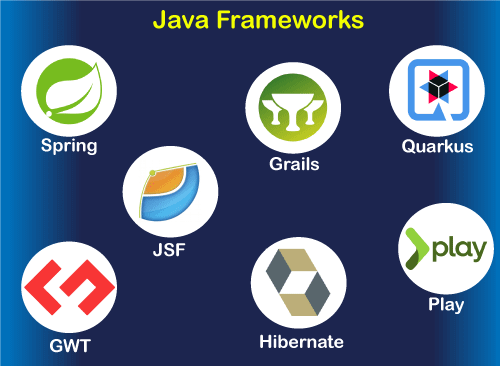 Java Frameworks
Spring
Grails
Quarkus
JSF
play
Play
GWT
Hibernate